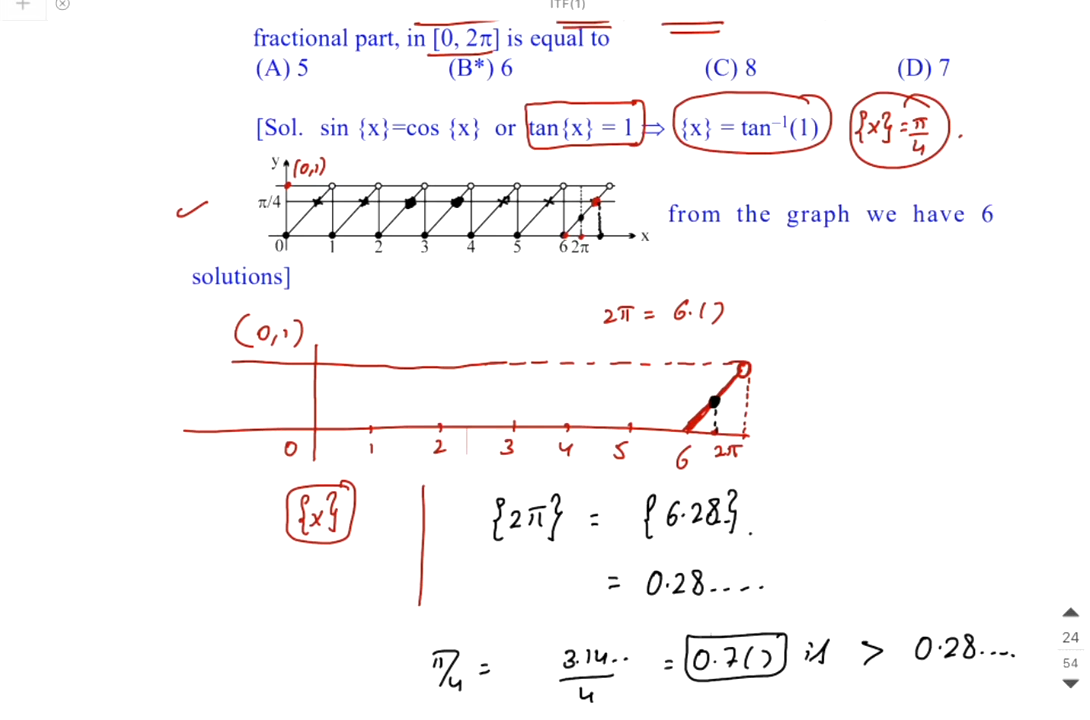 ITF(1)
fractional part, in [0, 2π] is equal to
(A) 5 (B*) 6 (C) 8 (D) 7
[Sol. sin {x}=cos {x} or tan{x} = 1 ⇒ {x} = tan⁻¹(1) {x} = π/4 .
y (0,1)
π/4
x
0 1 2 3 4 5 6 2π
from the graph we have 6
solutions]
2π = 6.( )
(0,1)
0 1 2 3 4 5 6 2π
{x} {2π} = {6.28}.
= 0.28....
π/4 = 3.14../4 = 0.7( ) is > 0.28....
24
54